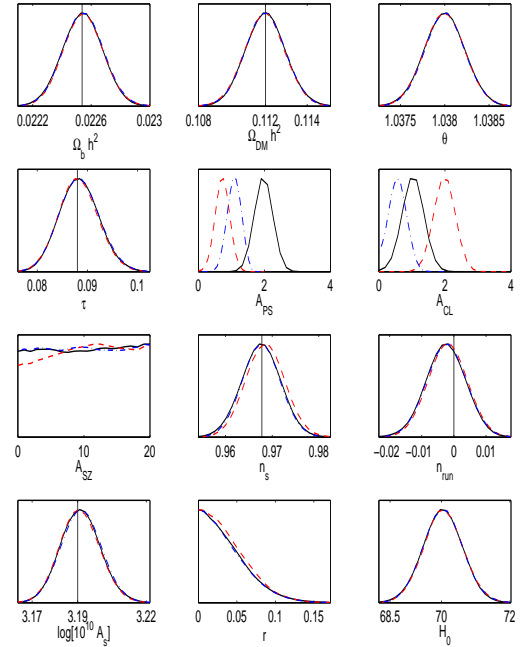 0.0222 0.0226 0.023
Ω_b h^2
0.108 0.112 0.114
Ω_DM h^2
1.0375 1.038 1.0385
θ
0.08 0.09 0.1
τ
0 2 4
A_PS
0 2 4
A_CL
0 10 20
A_SZ
0.96 0.97 0.98
n_s
−0.02 −0.01 0 0.01
n_run
3.17 3.19 3.22
log[10^10 A_s]
0 0.05 0.1 0.15
r
68.5 70 72
H_0